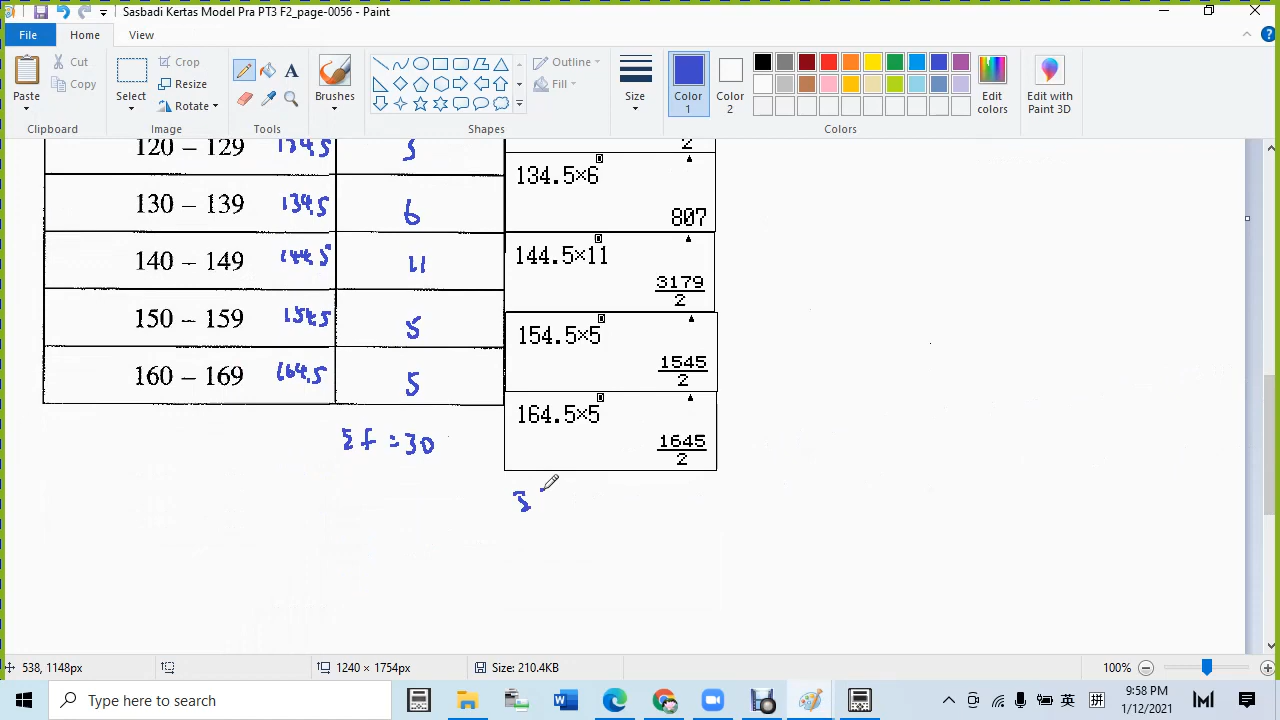 Sasbadi Kertas Model Pra PT3 F2_page-0056 - Paint
File Home View
Paste
Cut
Copy
Clipboard
Select
Crop
Resize
Rotate
Image
A
Tools
Brushes
Outline
Fill
Shapes
Size
Color 1
Color 2
Edit colors
Colors
Edit with Paint 3D
120 – 129
2
130 – 139 134.5 6
134.5×6
807
140 – 149 144.5 11
144.5×11
3179
2
150 – 159 154.5 5
154.5×5
1545
2
160 – 169 164.5 5
164.5×5
1645
2
Σf = 30
Σ
538, 1148px
1240 × 1754px
Size: 210.4KB
100%
Type here to search
英
拼
9:58 PM
1/12/2021